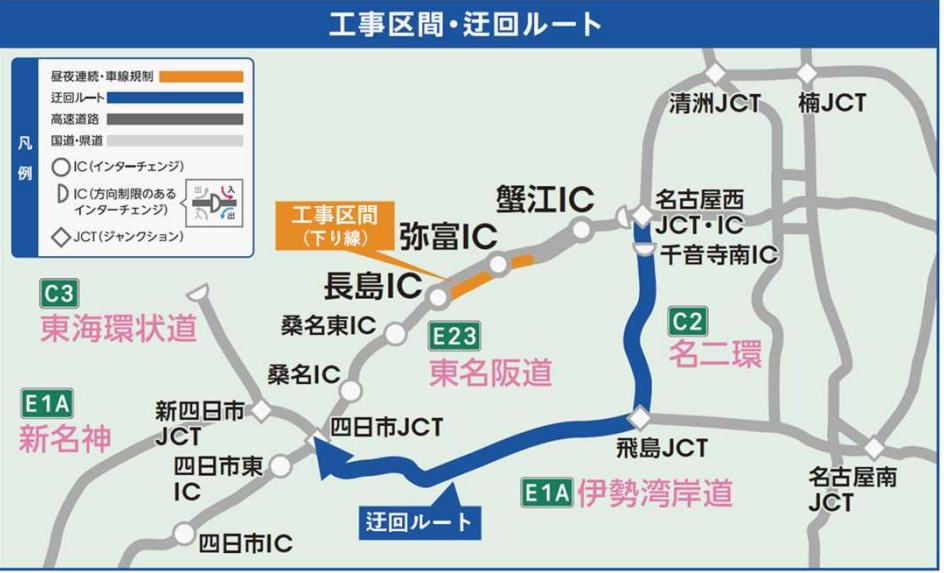 工事区間・迂回ルート
凡例
昼夜連続・車線規制
迂回ルート
高速道路
国道・県道
IC(インターチェンジ)
IC(方向制限のある
インターチェンジ)
出
入
入
出
JCT(ジャンクション)
清洲JCT
楠JCT
工事区間
(下り線)
蟹江IC
名古屋西
JCT・IC
弥富IC
千音寺南IC
長島IC
C3
東海環状道
桑名東IC
E23
東名阪道
C2
名二環
桑名IC
E1A
新名神
新四日市
JCT
四日市JCT
飛島JCT
四日市東
IC
名古屋南
JCT
E1A 伊勢湾岸道
迂回ルート
四日市IC